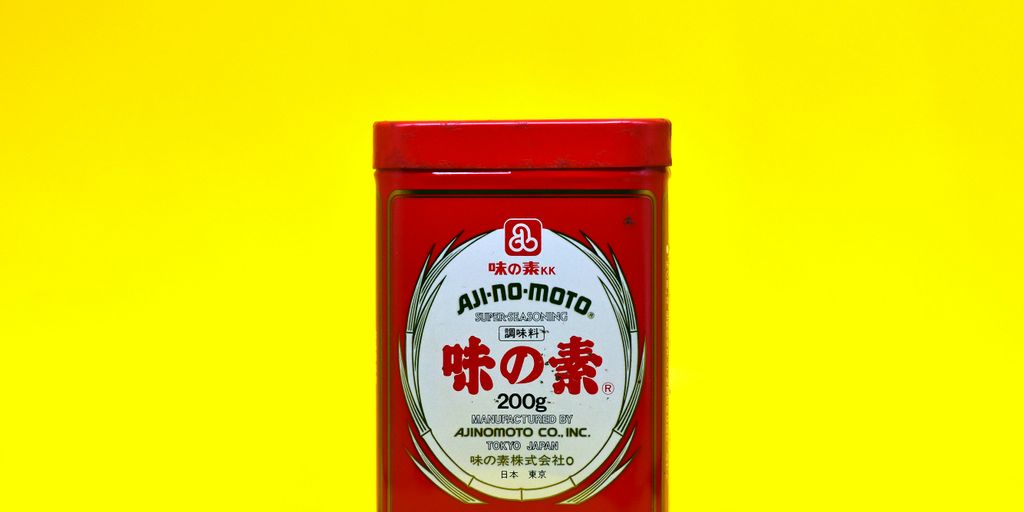 味の素KK
AJI-NO-MOTO®
SUPER-SEASONING
調味料
味の素®
200g
MANUFACTURED BY
AJINOMOTO CO., INC.
TOKYO JAPAN
味の素株式会社O
日本 東京